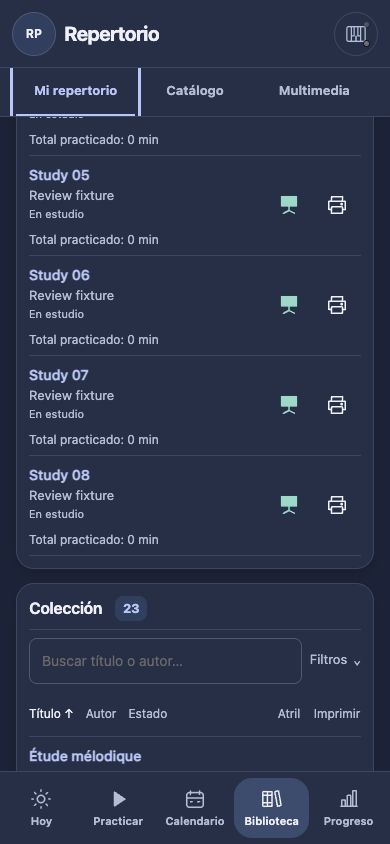 RP Repertorio
Mi repertorio Catálogo Multimedia
En estudio
Total practicado: 0 min
Study 05
Review fixture
En estudio
Total practicado: 0 min
Study 06
Review fixture
En estudio
Total practicado: 0 min
Study 07
Review fixture
En estudio
Total practicado: 0 min
Study 08
Review fixture
En estudio
Total practicado: 0 min
Colección 23
Buscar título o autor...
Filtros
Título ↑ Autor Estado Atril Imprimir
Étude mélodique
Hoy Practicar Calendario Biblioteca Progreso